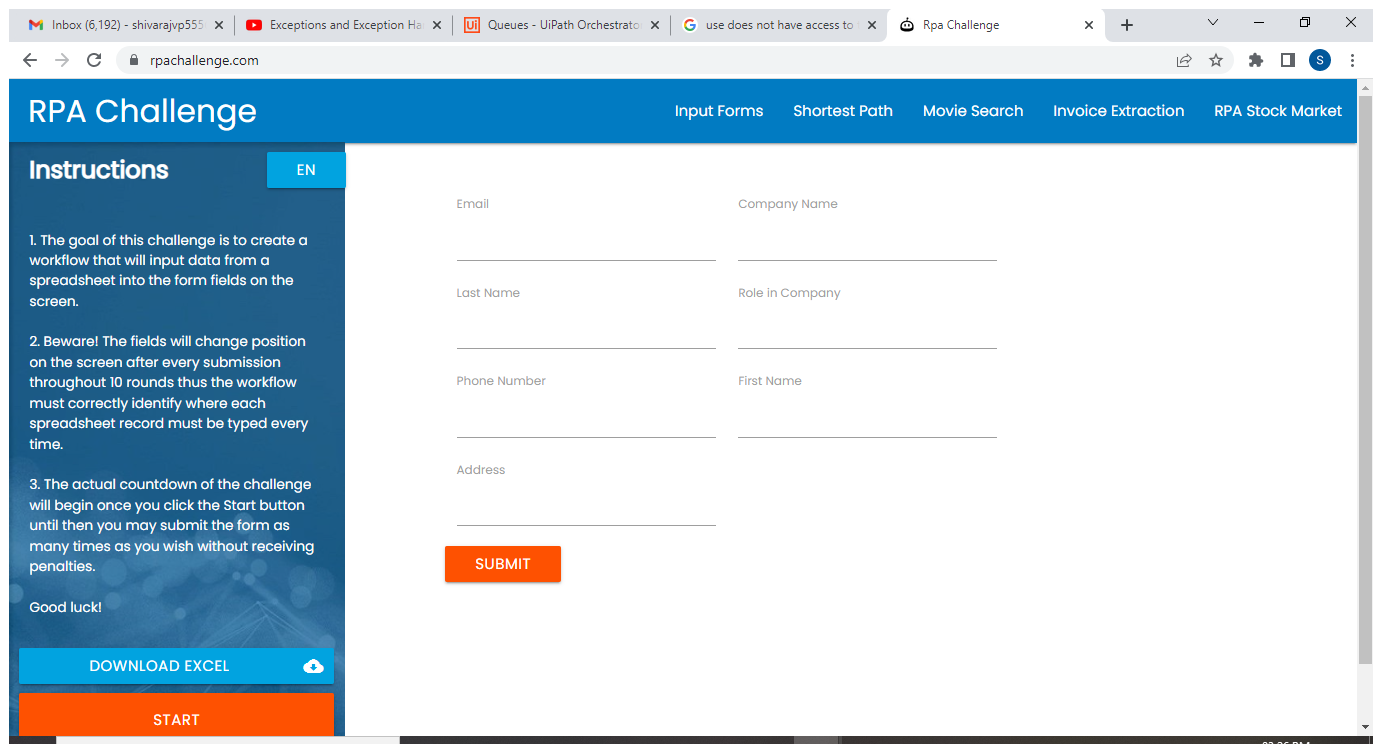 Inbox (6,192) - shivarajvp555
Exceptions and Exception Ha
Queues - UiPath Orchestrato
use does not have access to
Rpa Challenge
rpachallenge.com
S
RPA Challenge
Input Forms
Shortest Path
Movie Search
Invoice Extraction
RPA Stock Market
Instructions
EN
1. The goal of this challenge is to create a
workflow that will input data from a
spreadsheet into the form fields on the
screen.
2. Beware! The fields will change position
on the screen after every submission
throughout 10 rounds thus the workflow
must correctly identify where each
spreadsheet record must be typed every
time.
3. The actual countdown of the challenge
will begin once you click the Start button
until then you may submit the form as
many times as you wish without receiving
penalties.
Good luck!
DOWNLOAD EXCEL
START
Email
Company Name
Last Name
Role in Company
Phone Number
First Name
Address
SUBMIT